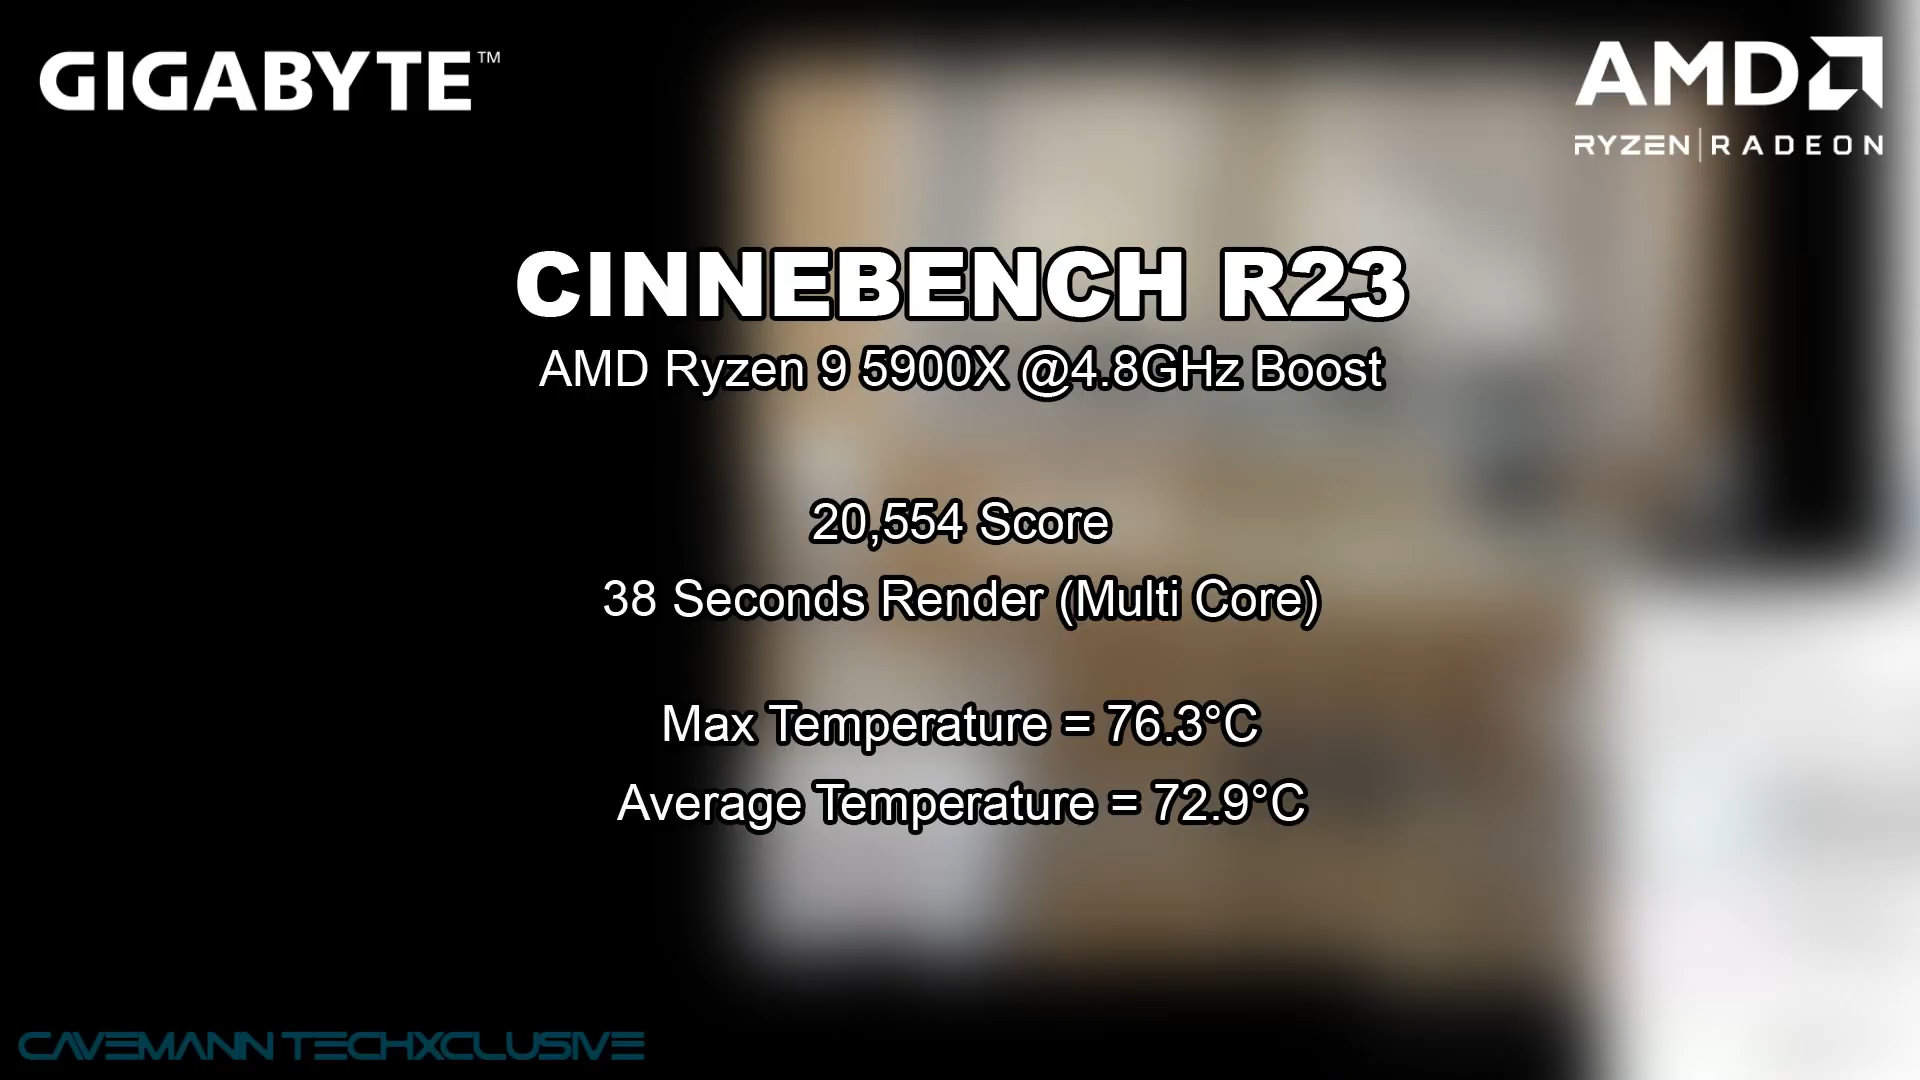 GIGABYTE™
AMD
RYZEN | RADEON
CINNEBENCH R23
AMD Ryzen 9 5900X @4.8GHz Boost
20,554 Score
38 Seconds Render (Multi Core)
Max Temperature = 76.3°C
Average Temperature = 72.9°C
CAVEMANN TECHXCLUSIVE